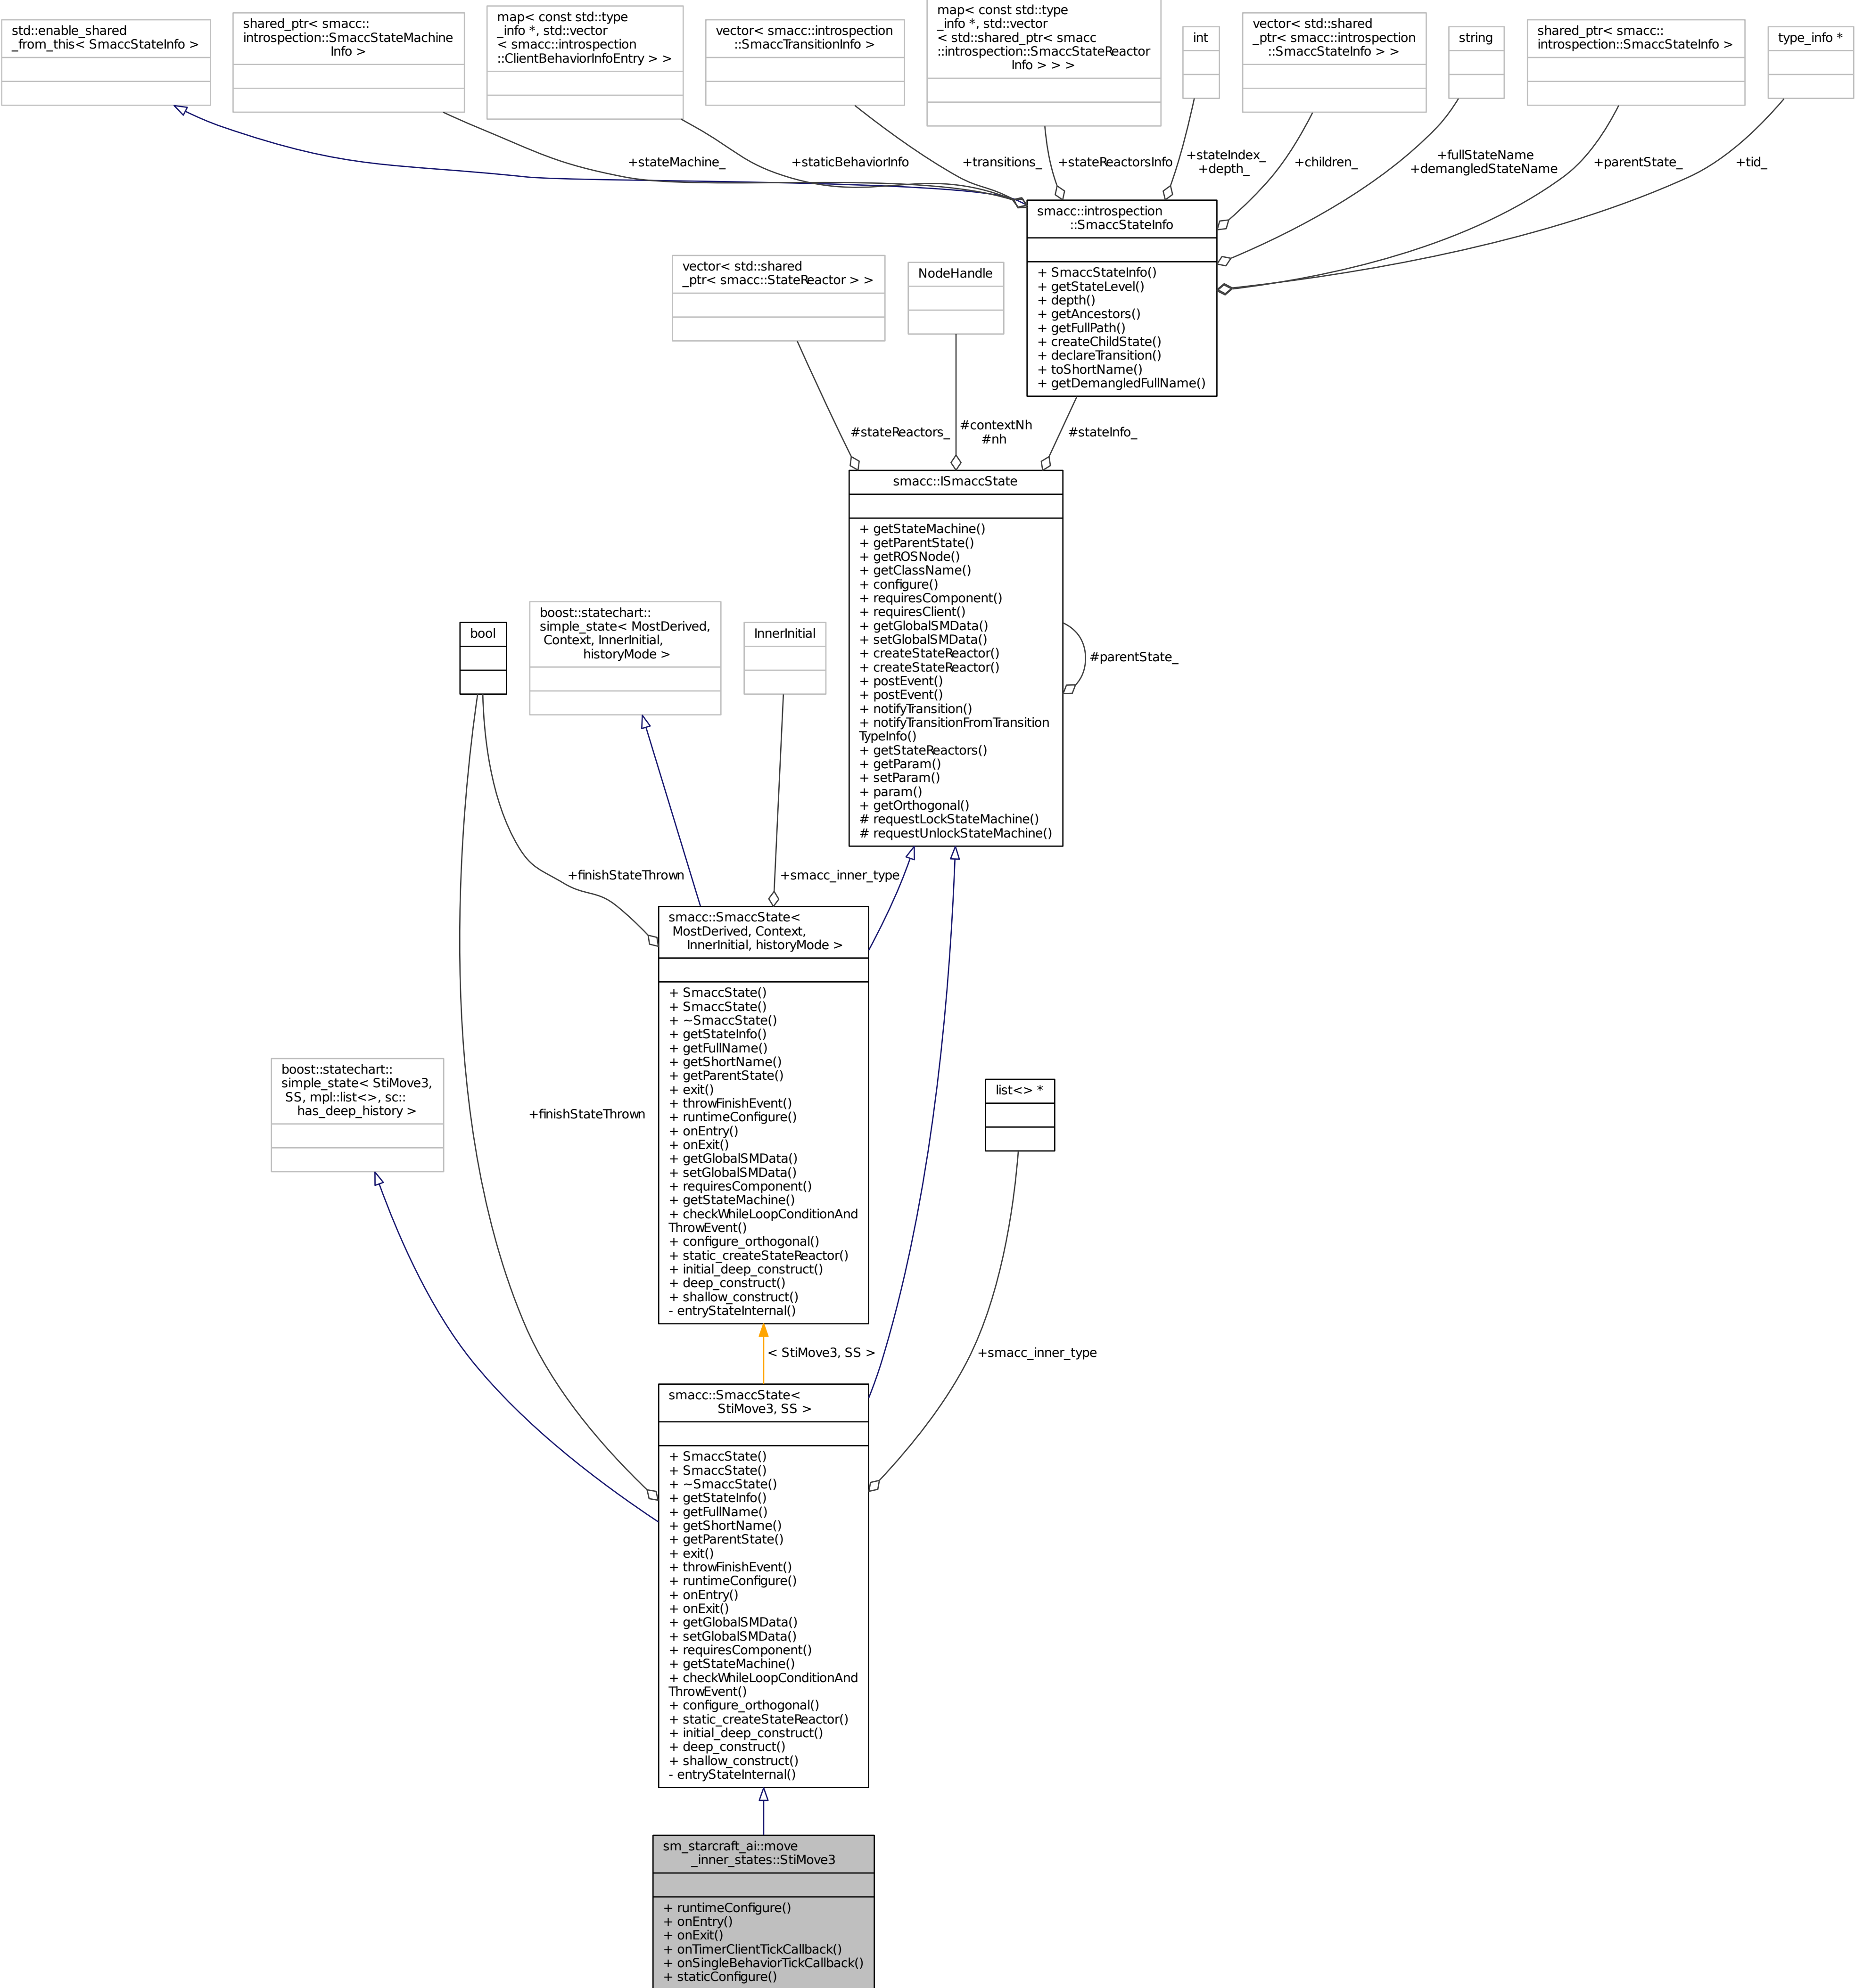 std::enable_shared
_from_this< SmaccStateInfo >
shared_ptr< smacc::
introspection::SmaccStateMachine
Info >
map< const std::type
_info *, std::vector
< smacc::introspection
::ClientBehaviorInfoEntry > >
vector< smacc::introspection
::SmaccTransitionInfo >
map< const std::type
_info *, std::vector
< std::shared_ptr< smacc
::introspection::SmaccStateReactor
Info > > >
int
vector< std::shared
_ptr< smacc::introspection
::SmaccStateInfo > >
string
shared_ptr< smacc::
introspection::SmaccStateInfo >
type_info *
+stateMachine_
+staticBehaviorInfo
+transitions_
+stateReactorsInfo
+stateIndex_
+depth_
+children_
+fullStateName
+demangledStateName
+parentState_
+tid_
smacc::introspection
::SmaccStateInfo
+ SmaccStateInfo()
+ getStateLevel()
+ depth()
+ getAncestors()
+ getFullPath()
+ createChildState()
+ declareTransition()
+ toShortName()
+ getDemangledFullName()
vector< std::shared
_ptr< smacc::StateReactor > >
NodeHandle
#stateReactors_
#contextNh
#nh
#stateInfo_
smacc::ISmaccState
+ getStateMachine()
+ getParentState()
+ getROSNode()
+ getClassName()
+ configure()
+ requiresComponent()
+ requiresClient()
+ getGlobalSMData()
+ setGlobalSMData()
+ createStateReactor()
+ createStateReactor()
+ postEvent()
+ postEvent()
+ notifyTransition()
+ notifyTransitionFromTransition
TypeInfo()
+ getStateReactors()
+ getParam()
+ setParam()
+ param()
+ getOrthogonal()
# requestLockStateMachine()
# requestUnlockStateMachine()
#parentState_
bool
boost::statechart::
simple_state< MostDerived,
Context, InnerInitial,
historyMode >
InnerInitial
+finishStateThrown
+smacc_inner_type
smacc::SmaccState<
MostDerived, Context,
InnerInitial, historyMode >
+ SmaccState()
+ SmaccState()
+ ~SmaccState()
+ getStateInfo()
+ getFullName()
+ getShortName()
+ getParentState()
+ exit()
+ throwFinishEvent()
+ runtimeConfigure()
+ onEntry()
+ onExit()
+ getGlobalSMData()
+ setGlobalSMData()
+ requiresComponent()
+ getStateMachine()
+ checkWhileLoopConditionAnd
ThrowEvent()
+ configure_orthogonal()
+ static_createStateReactor()
+ initial_deep_construct()
+ deep_construct()
+ shallow_construct()
- entryStateInternal()
boost::statechart::
simple_state< StiMove3,
SS, mpl::list<>, sc::
has_deep_history >
+finishStateThrown
list<> *
< StiMove3, SS >
+smacc_inner_type
smacc::SmaccState<
StiMove3, SS >
+ SmaccState()
+ SmaccState()
+ ~SmaccState()
+ getStateInfo()
+ getFullName()
+ getShortName()
+ getParentState()
+ exit()
+ throwFinishEvent()
+ runtimeConfigure()
+ onEntry()
+ onExit()
+ getGlobalSMData()
+ setGlobalSMData()
+ requiresComponent()
+ getStateMachine()
+ checkWhileLoopConditionAnd
ThrowEvent()
+ configure_orthogonal()
+ static_createStateReactor()
+ initial_deep_construct()
+ deep_construct()
+ shallow_construct()
- entryStateInternal()
sm_starcraft_ai::move
_inner_states::StiMove3
+ runtimeConfigure()
+ onEntry()
+ onExit()
+ onTimerClientTickCallback()
+ onSingleBehaviorTickCallback()
+ staticConfigure()